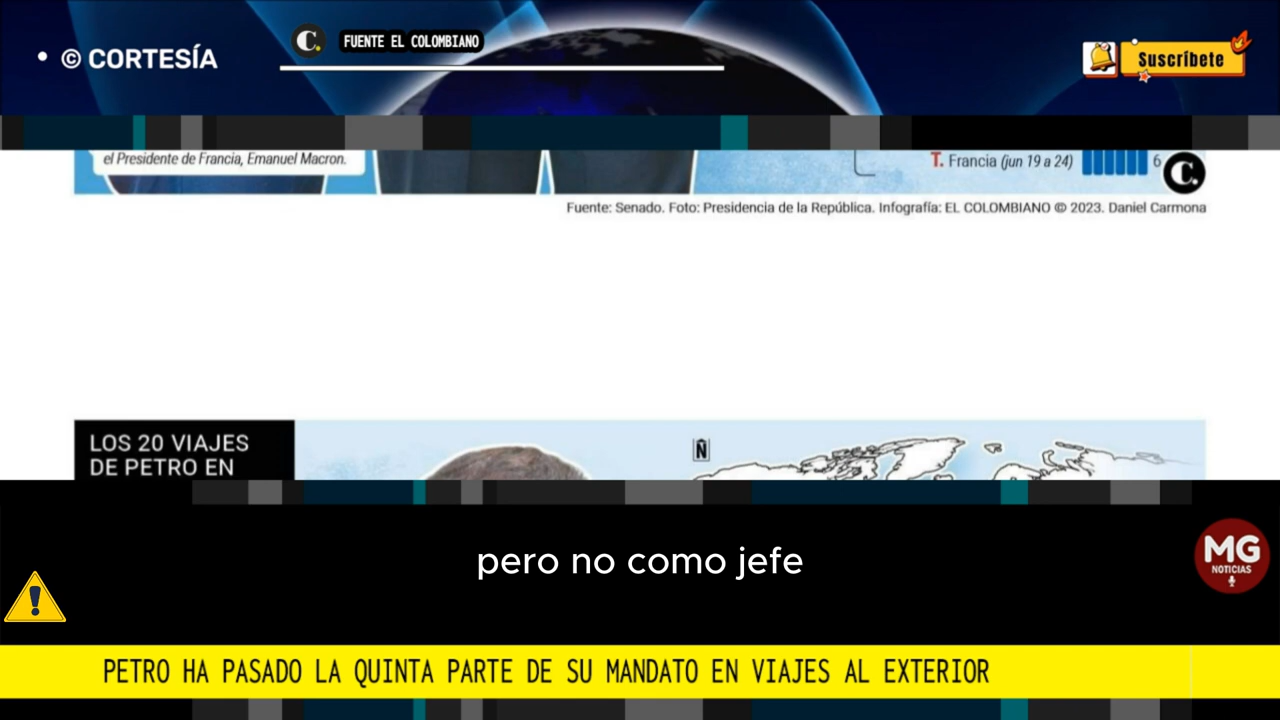 • © CORTESÍA
C.
FUENTE EL COLOMBIANO
Suscríbete
el Presidente de Francia, Emanuel Macron.
T. Francia (jun 19 a 24) 6
C.
Fuente: Senado. Foto: Presidencia de la República. Infografía: EL COLOMBIANO © 2023. Daniel Carmona
LOS 20 VIAJES
DE PETRO EN
Ñ
pero no como jefe
MG
NOTICIAS
PETRO HA PASADO LA QUINTA PARTE DE SU MANDATO EN VIAJES AL EXTERIOR